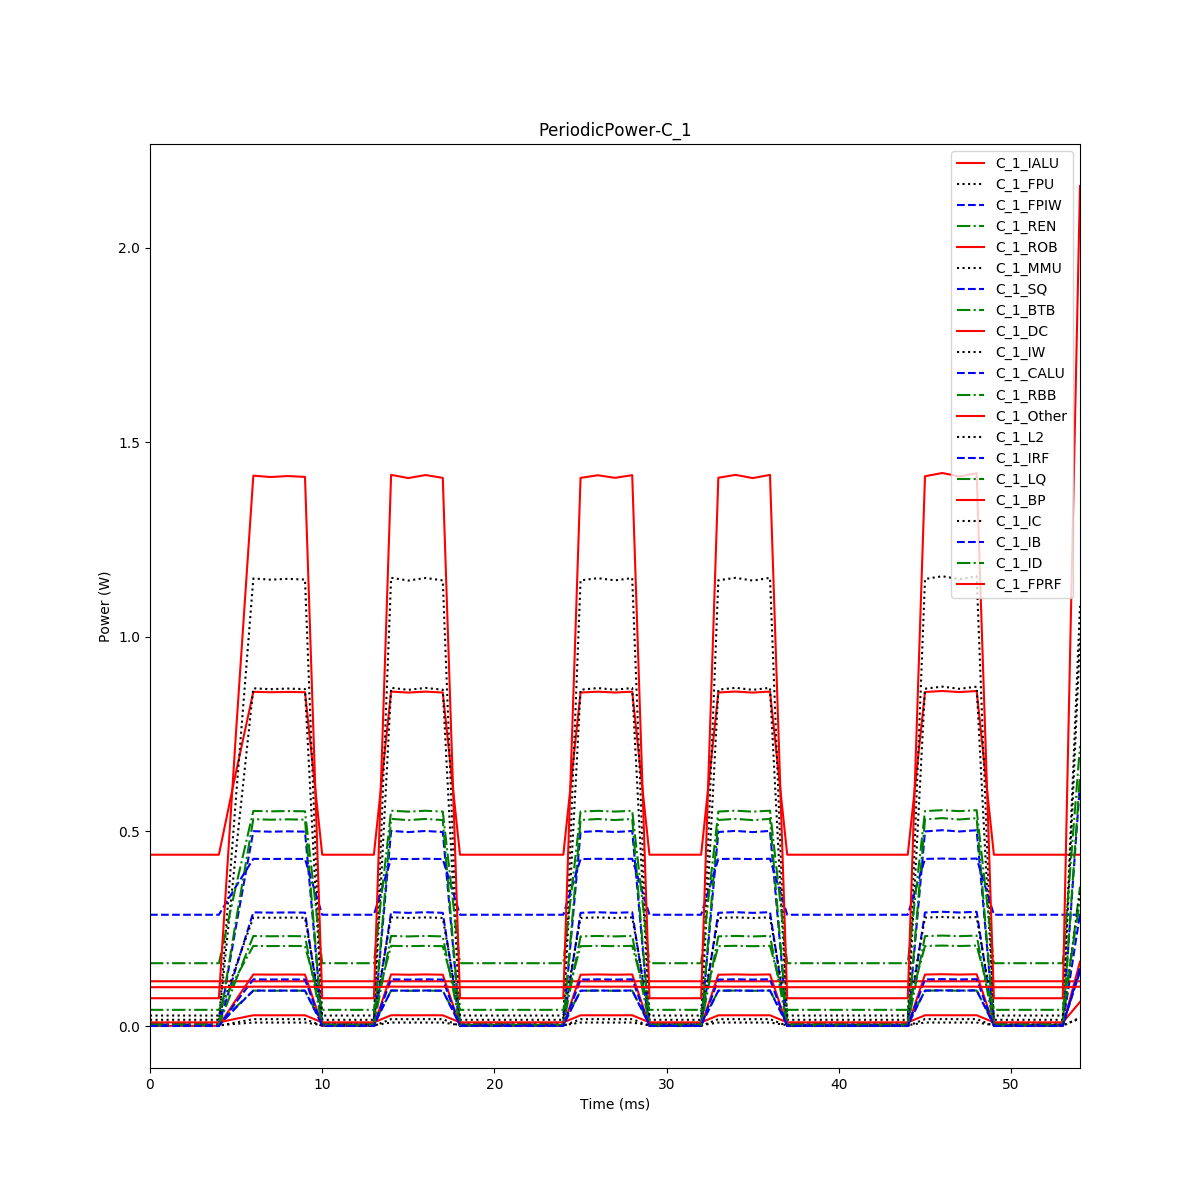 PeriodicPower-C_1
C_1_IALU
C_1_FPU
C_1_FPIW
C_1_REN
C_1_ROB
C_1_MMU
C_1_SQ
C_1_BTB
C_1_DC
C_1_IW
C_1_CALU
C_1_RBB
C_1_Other
C_1_L2
C_1_IRF
C_1_LQ
C_1_BP
C_1_IC
C_1_IB
C_1_ID
C_1_FPRF
2.0
1.5
1.0
0.5
0.0
Power (W)
0 10 20 30 40 50
Time (ms)